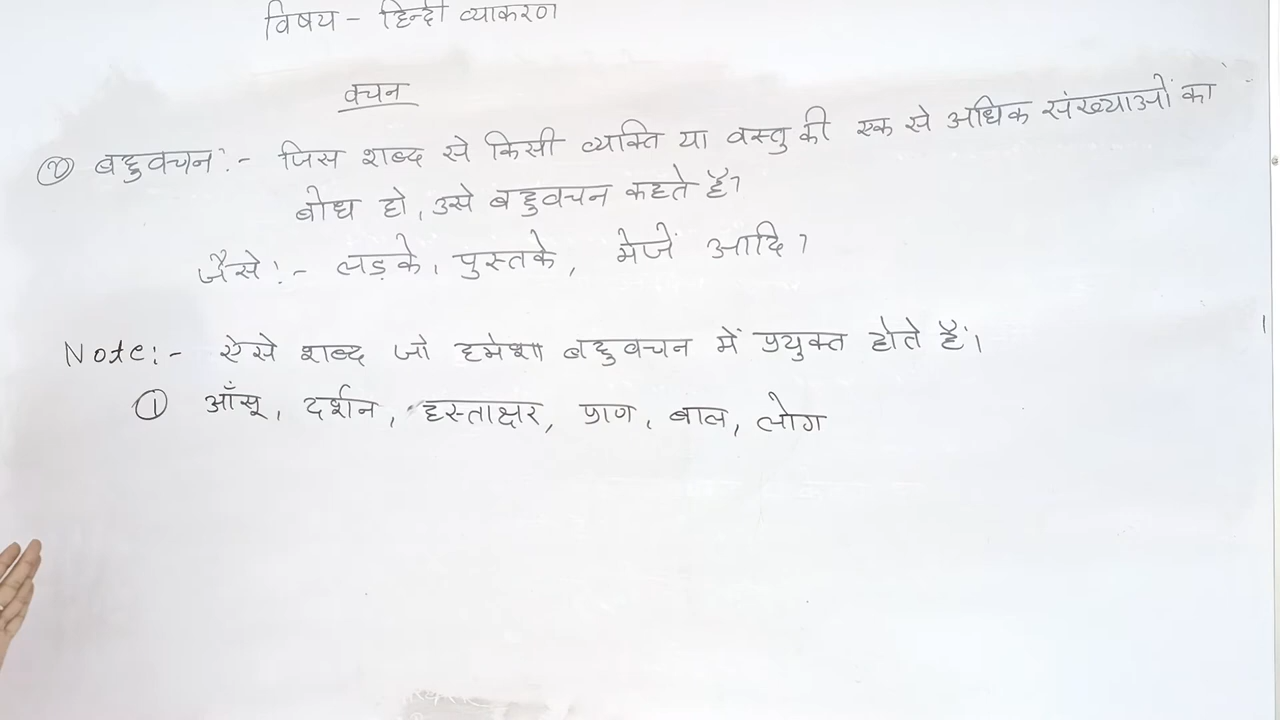 विषय - हिन्दी व्याकरण
वचन
② बहुवचन :- जिस शब्द से किसी व्यक्ति या वस्तु की एक से अधिक संख्याओं का
बोध हो, उसे बहुवचन कहते हैं।
जैसे :- लड़के, पुस्तके, मेजें आदि।
Note :- ऐसे शब्द जो हमेशा बहुवचन में प्रयुक्त होते हैं।
① आँसू, दर्शन, हस्ताक्षर, प्राण, बाल, लोग